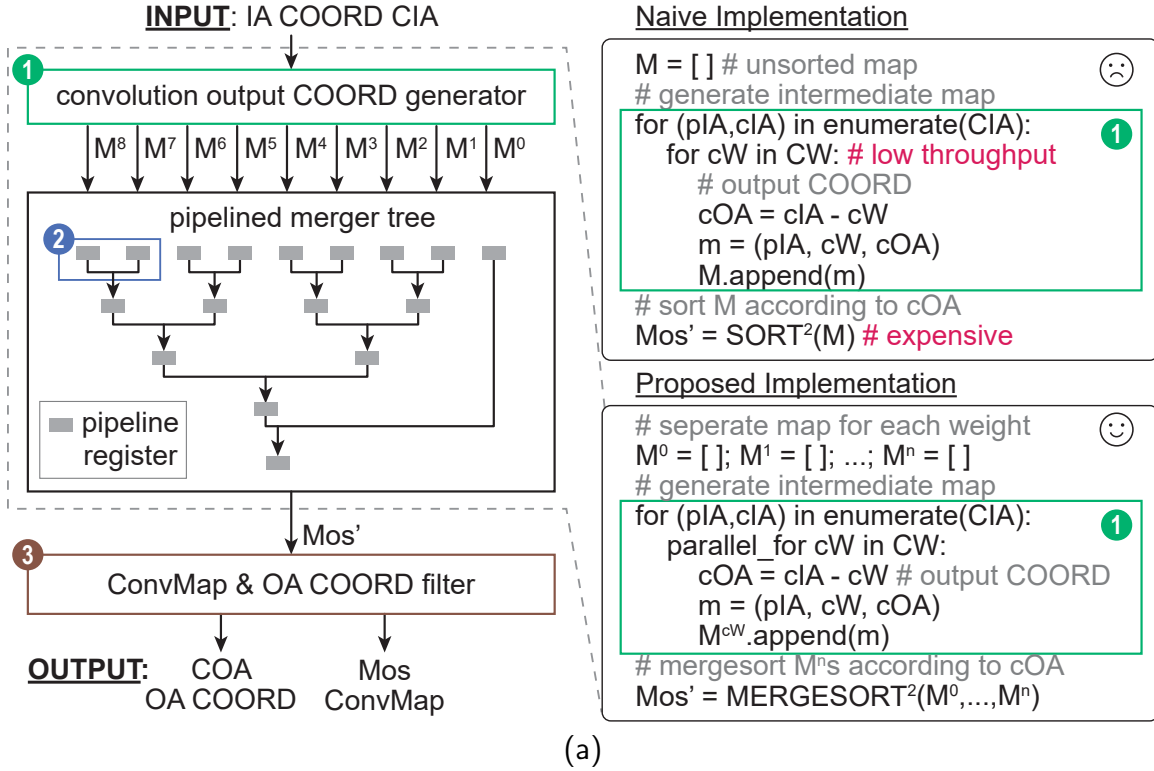 INPUT: IA COORD CIA
1
convolution output COORD generator
M⁸ M⁷ M⁶ M⁵ M⁴ M³ M² M¹ M⁰
pipelined merger tree
2
pipeline
register
Mos’
3
ConvMap & OA COORD filter
OUTPUT: COA Mos
OA COORD ConvMap
Naive Implementation
M = [ ] # unsorted map
# generate intermediate map
for (pIA,cIA) in enumerate(CIA): 1
for cW in CW: # low throughput
# output COORD
cOA = cIA - cW
m = (pIA, cW, cOA)
M.append(m)
# sort M according to cOA
Mos’ = SORT²(M) # expensive
Proposed Implementation
# seperate map for each weight
M⁰ = [ ]; M¹ = [ ]; ...; Mⁿ = [ ]
# generate intermediate map
for (pIA,cIA) in enumerate(CIA): 1
parallel_for cW in CW:
cOA = cIA - cW # output COORD
m = (pIA, cW, cOA)
Mᶜᵂ.append(m)
# mergesort Mⁿs according to cOA
Mos’ = MERGESORT²(M⁰,...,Mⁿ)
(a)